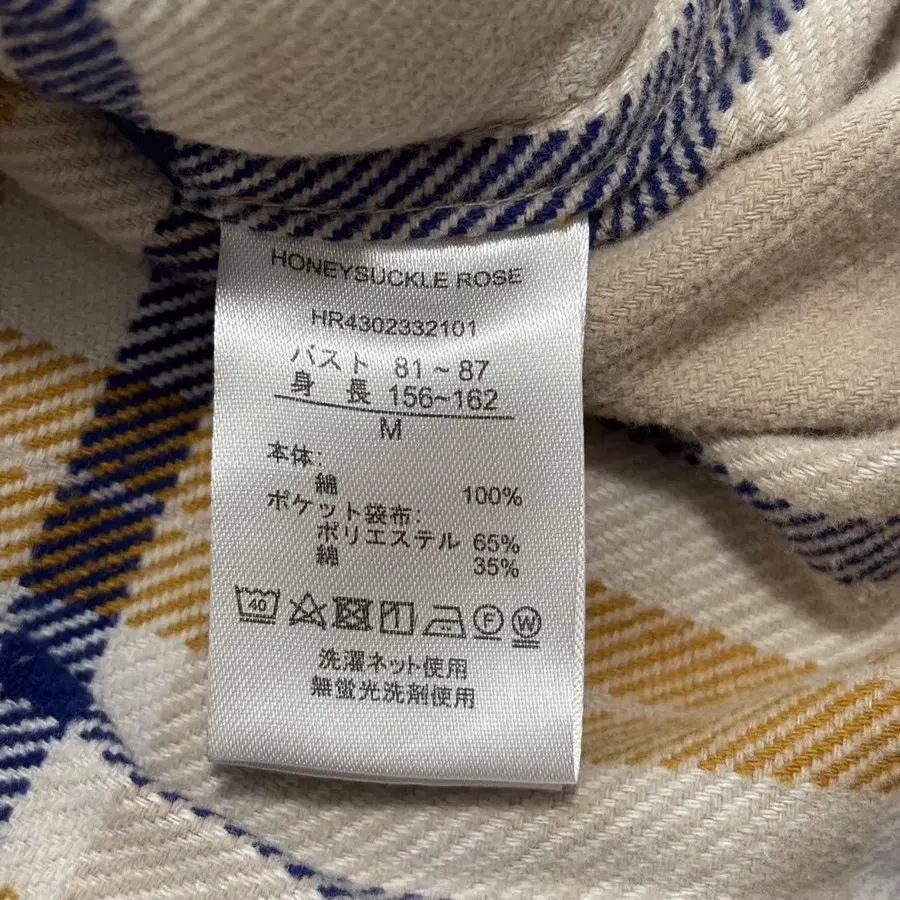 HONEYSUCKLE ROSE
HR4302332101
バスト 81~87
身 長 156~162
M
本体:
綿 100%
ポケット袋布:
ポリエステル 65%
綿 35%
40 F W
洗濯ネット使用
無蛍光洗剤使用